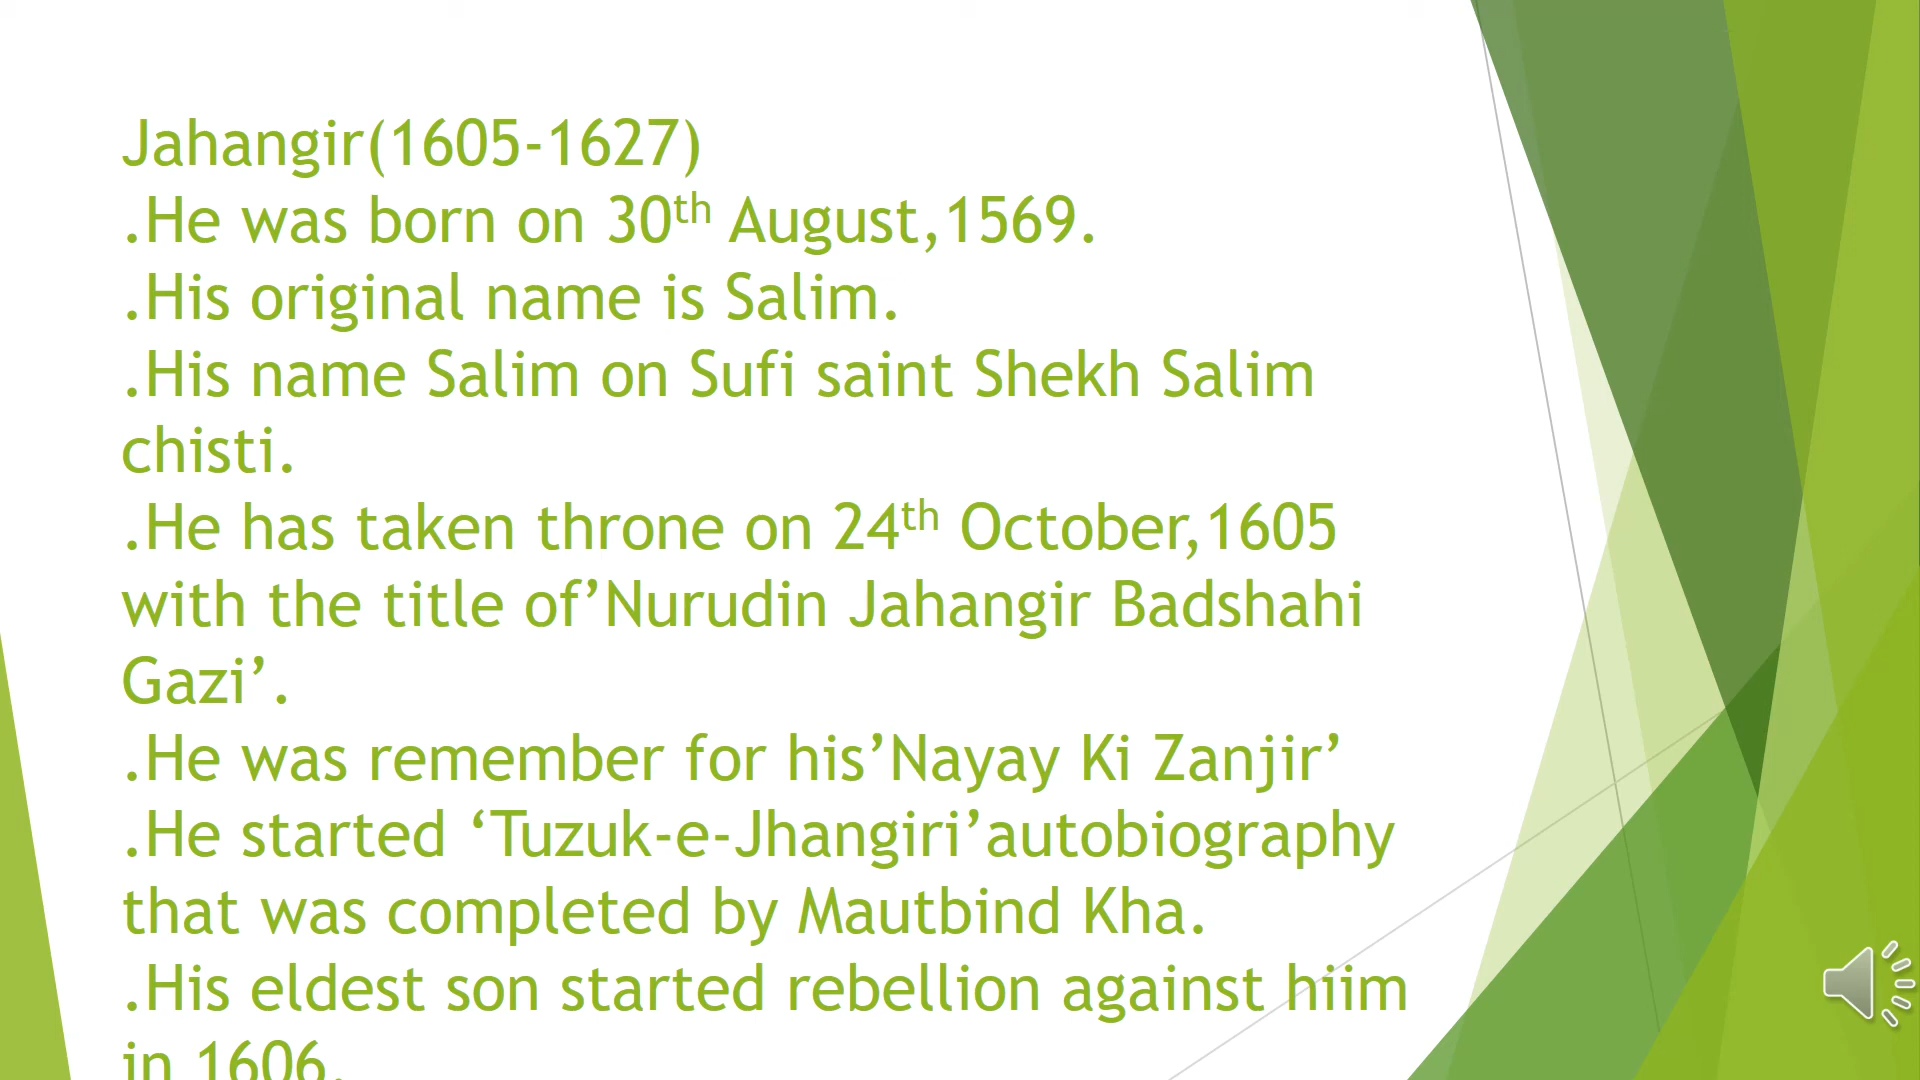 Jahangir(1605-1627)
.He was born on 30th August,1569.
.His original name is Salim.
.His name Salim on Sufi saint Shekh Salim
chisti.
.He has taken throne on 24th October,1605
with the title of’Nurudin Jahangir Badshahi
Gazi’.
.He was remember for his’Nayay Ki Zanjir’
.He started ‘Tuzuk-e-Jhangiri’autobiography
that was completed by Mautbind Kha.
.His eldest son started rebellion against hiim
in 1606.